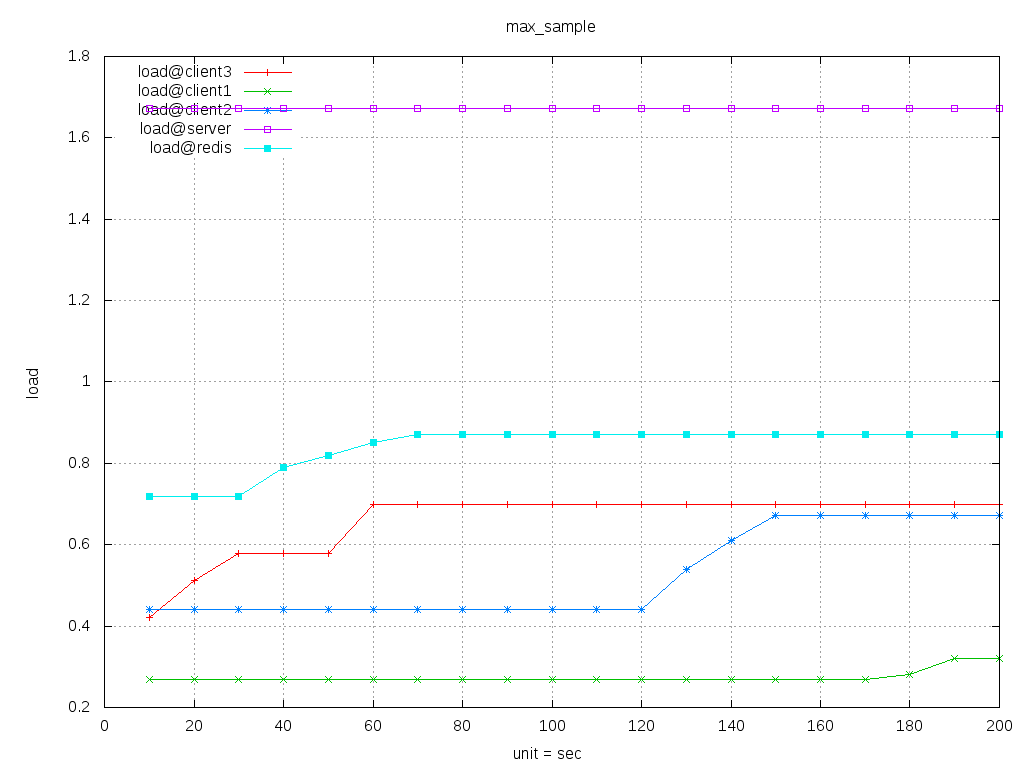 max_sample
1.8
1.6
1.4
1.2
1
0.8
0.6
0.4
0.2
load
load@client3
load@client1
load@client2
load@server
load@redis
0 20 40 60 80 100 120 140 160 180 200
unit = sec